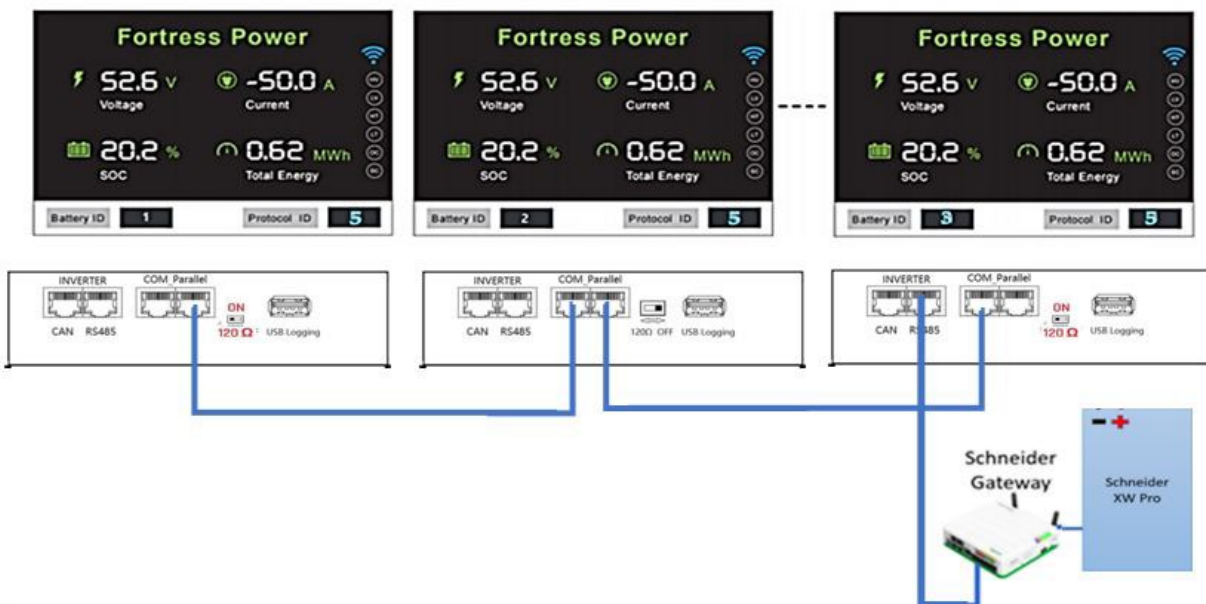 Fortress Power
52.6 V
Voltage
-50.0 A
Current
20.2 %
SOC
0.62 MWh
Total Energy
Battery ID 1 Protocol ID 5
Fortress Power
52.6 V
Voltage
-50.0 A
Current
20.2 %
SOC
0.62 MWh
Total Energy
Battery ID 2 Protocol ID 5
Fortress Power
52.6 V
Voltage
-50.0 A
Current
20.2 %
SOC
0.62 MWh
Total Energy
Battery ID 3 Protocol ID 5
INVERTER COM_Parallel
ON
120 Ω
CAN RS485 USB Logging
INVERTER COM_Parallel
CAN RS485 120Ω OFF USB Logging
INVERTER COM_Parallel
ON
120 Ω
CAN RS485 USB Logging
Schneider
Gateway
- +
Schneider
XW Pro